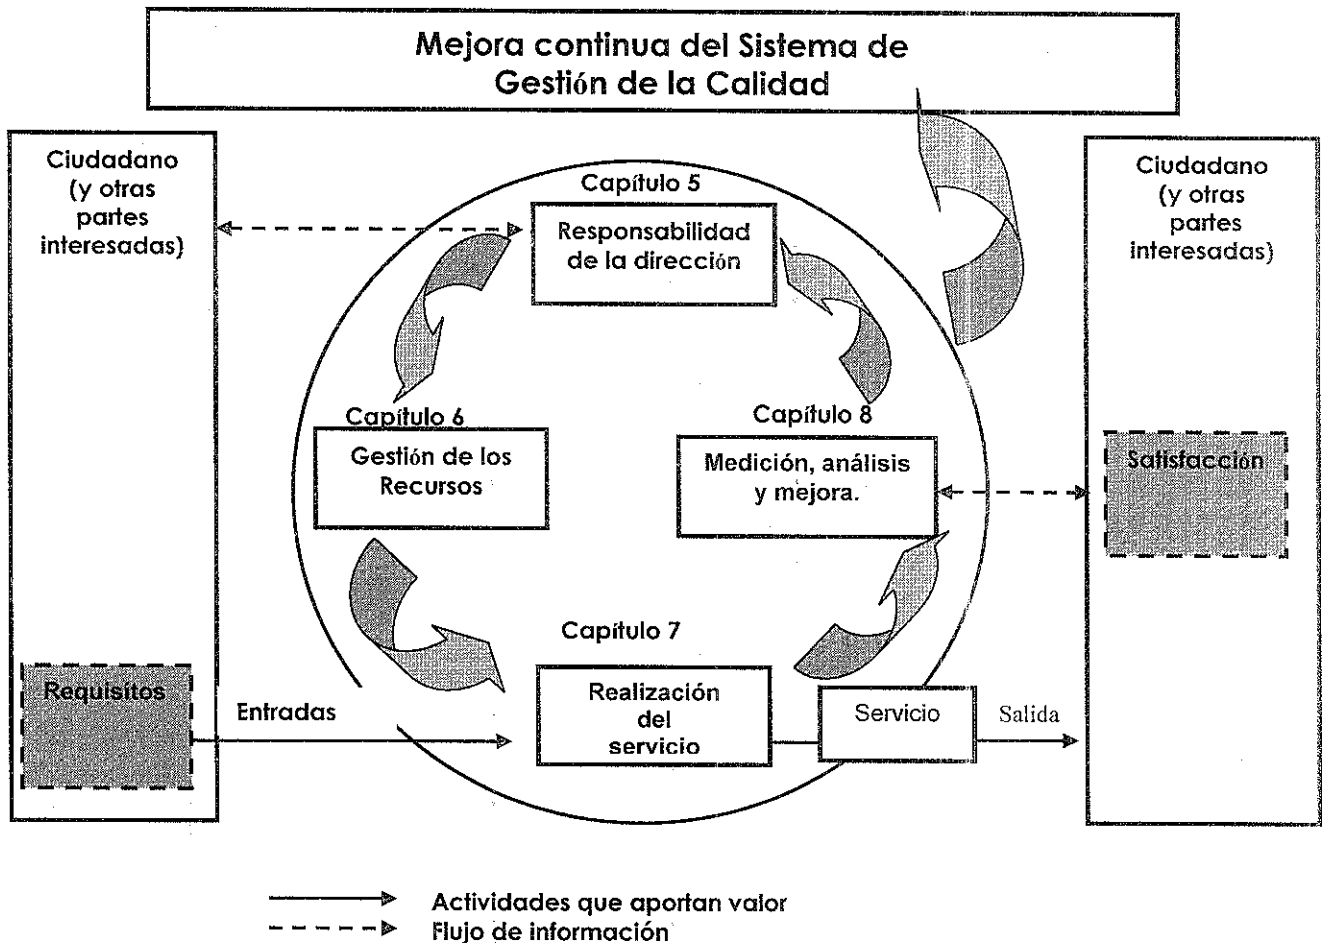 Mejora continua del Sistema de
Gestión de la Calidad
Ciudadano
(y otras
partes
interesadas)
Capítulo 5
Responsabilidad
de la dirección
Ciudadano
(y otras
partes
interesadas)
Capítulo 6
Gestión de los
Recursos
Capítulo 8
Medición, análisis
y mejora.
Satisfacción
Capítulo 7
Realización
del
servicio
Requisitos
Entradas
Servicio
Salida
Actividades que aportan valor
Flujo de información